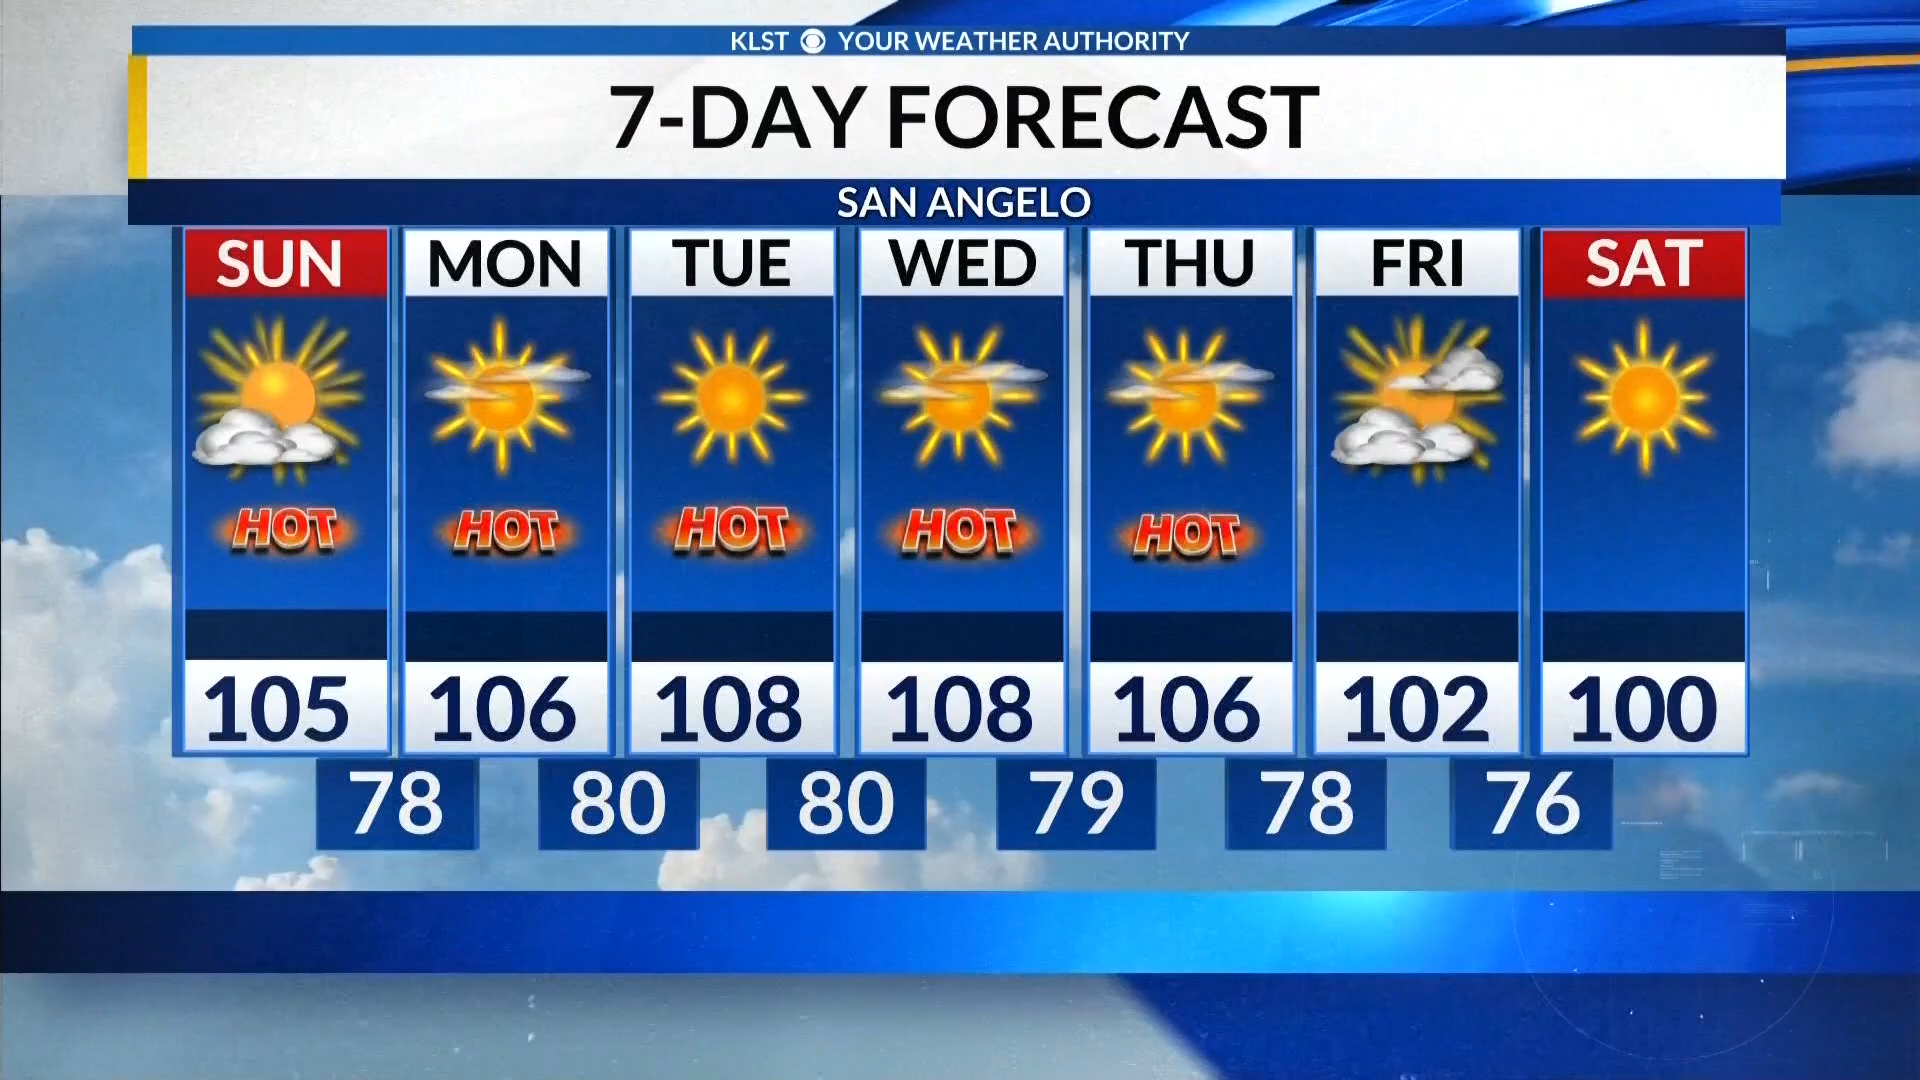 KLST YOUR WEATHER AUTHORITY
7-DAY FORECAST
SAN ANGELO
SUN MON TUE WED THU FRI SAT
HOT HOT HOT HOT HOT
105 106 108 108 106 102 100
78 80 80 79 78 76